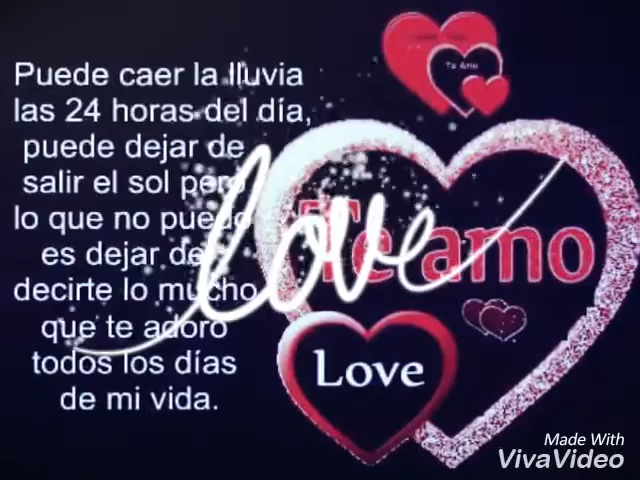 Puede caer la lluvia
las 24 horas del día,
puede dejar de
salir el sol pero
lo que no puedo
es dejar de
decirte lo mucho
que te adoro
todos los días
de mi vida.
Te Amo
love
Te amo
Love
Made With
VivaVideo